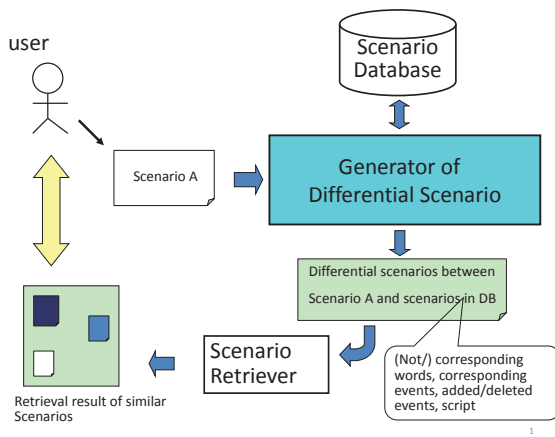 user
Scenario
Database
Scenario A
Generator of
Differential Scenario
Differential scenarios between
Scenario A and scenarios in DB
(Not/) corresponding
words, corresponding
events, added/deleted
events, script
Scenario
Retriever
Retrieval result of similar
Scenarios
1